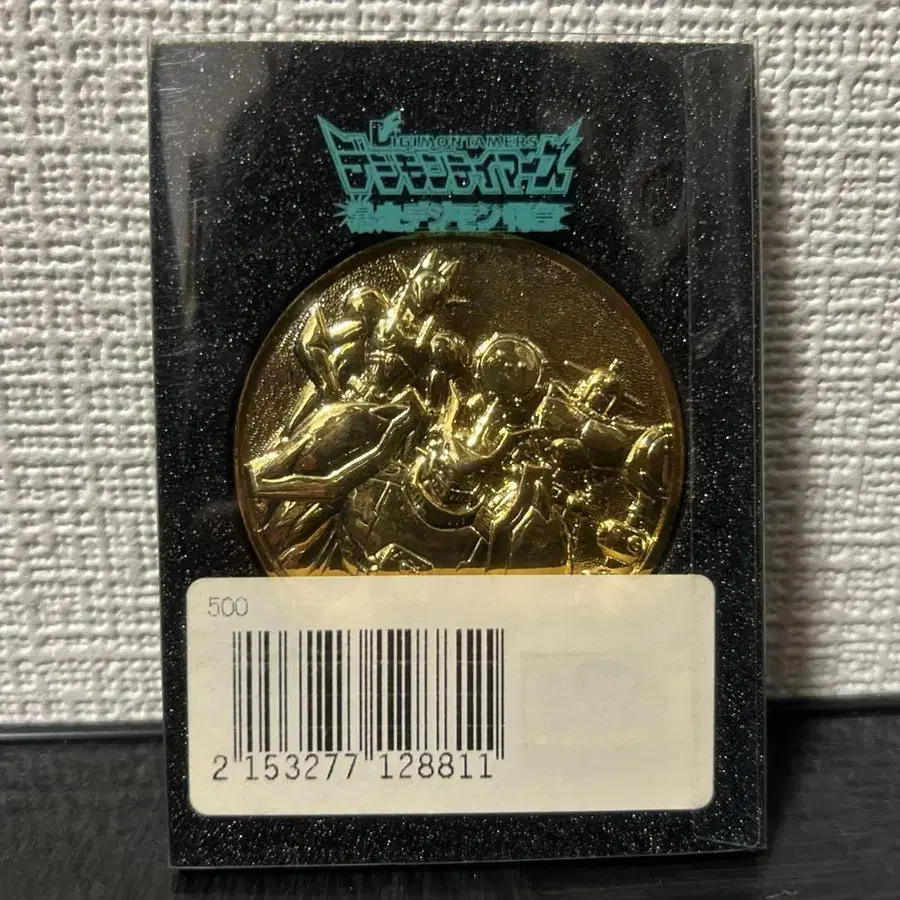 DIGIMONTAMERS
デジモンテイマーズ
暴走デジモン特急
500
2 153277 128811